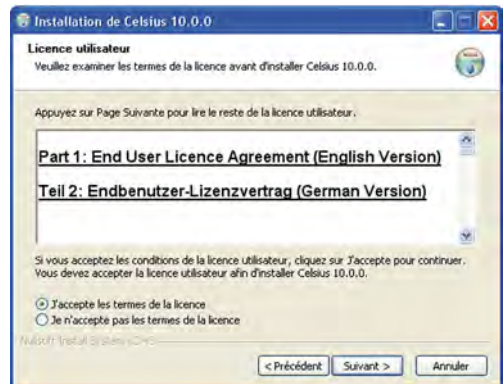 Installation de Celsius 10.0.0
Licence utilisateur
Veuillez examiner les termes de la licence avant d'installer Celsius 10.0.0.
Appuyez sur Page Suivante pour lire le reste de la licence utilisateur.
Part 1: End User Licence Agreement (English Version)
Teil 2: Endbenutzer-Lizenzvertrag (German Version)
Si vous acceptez les conditions de la licence utilisateur, cliquez sur J'accepte pour continuer.
Vous devez accepter la licence utilisateur afin d'installer Celsius 10.0.0.
J'accepte les termes de la licence
Je n'accepte pas les termes de la licence
Nullsoft Install System
< Précédent
Suivant >
Annuler